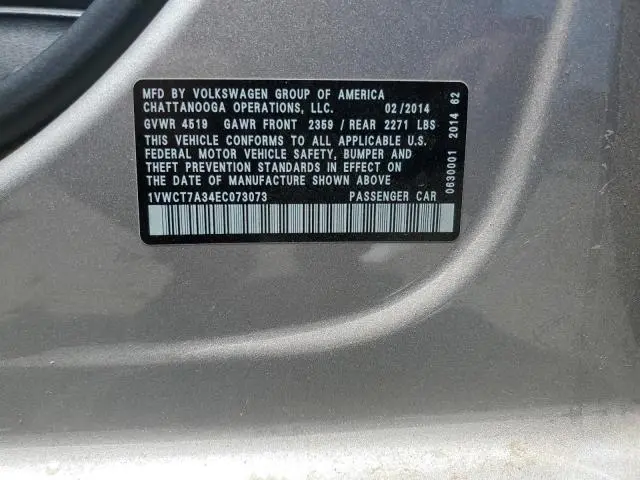 MFD BY VOLKSWAGEN GROUP OF AMERICA
CHATTANOOGA OPERATIONS, LLC. 02/2014
GVWR 4519 GAWR FRONT 2359 / REAR 2271 LBS
THIS VEHICLE CONFORMS TO ALL APPLICABLE U.S.
FEDERAL MOTOR VEHICLE SAFETY, BUMPER AND
THEFT PREVENTION STANDARDS IN EFFECT ON
THE DATE OF MANUFACTURE SHOWN ABOVE
1VWCT7A34EC073073 PASSENGER CAR
0630001 2014 62